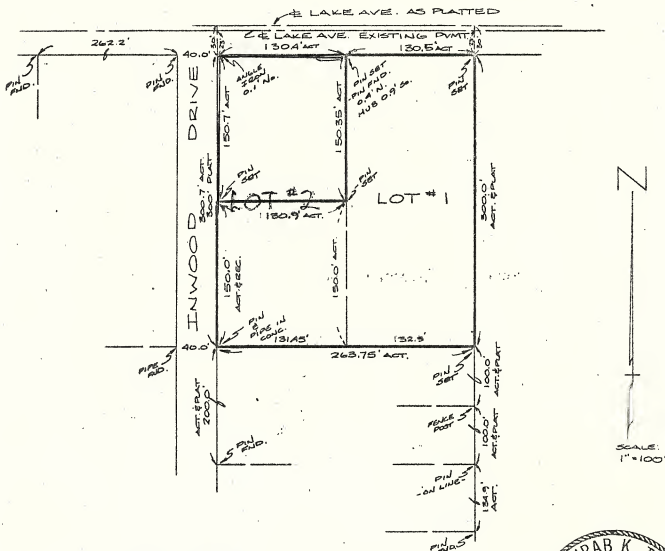 ℄ LAKE AVE. AS PLATTED
℄ LAKE AVE. EXISTING PVMT.
262.2'
40.0'
130.4' ACT
130.5' ACT.
PIN FND.
PIN FND.
ANGLE IRON 0.1' No.
PIN SET
PIN FND.
0.4' N.
HUB 0.9' So.
PIN SET
INWOOD DRIVE
150.7' ACT
150.35' ACT
300.7' ACT.
300' PLAT
300.0'
ACT. & PLAT
PIN SET
PIN SET
LOT #2
LOT #1
130.9' ACT.
N
150.0'
ACT. & REC.
150.0' ACT
PIN & PIPE IN CONC.
40.0'
131.45'
132.3'
263.75' ACT.
PIPE FND.
PIN SET
100.0'
ACT. & PLAT
ACT. & PLAT
200.0'
FENCE POST
100.0'
ACT. & PLAT
SCALE:
1"=100'
PIN FND.
PIN
-ON LINE-
134.9'
ACT.
PIN FND.
RAB K.